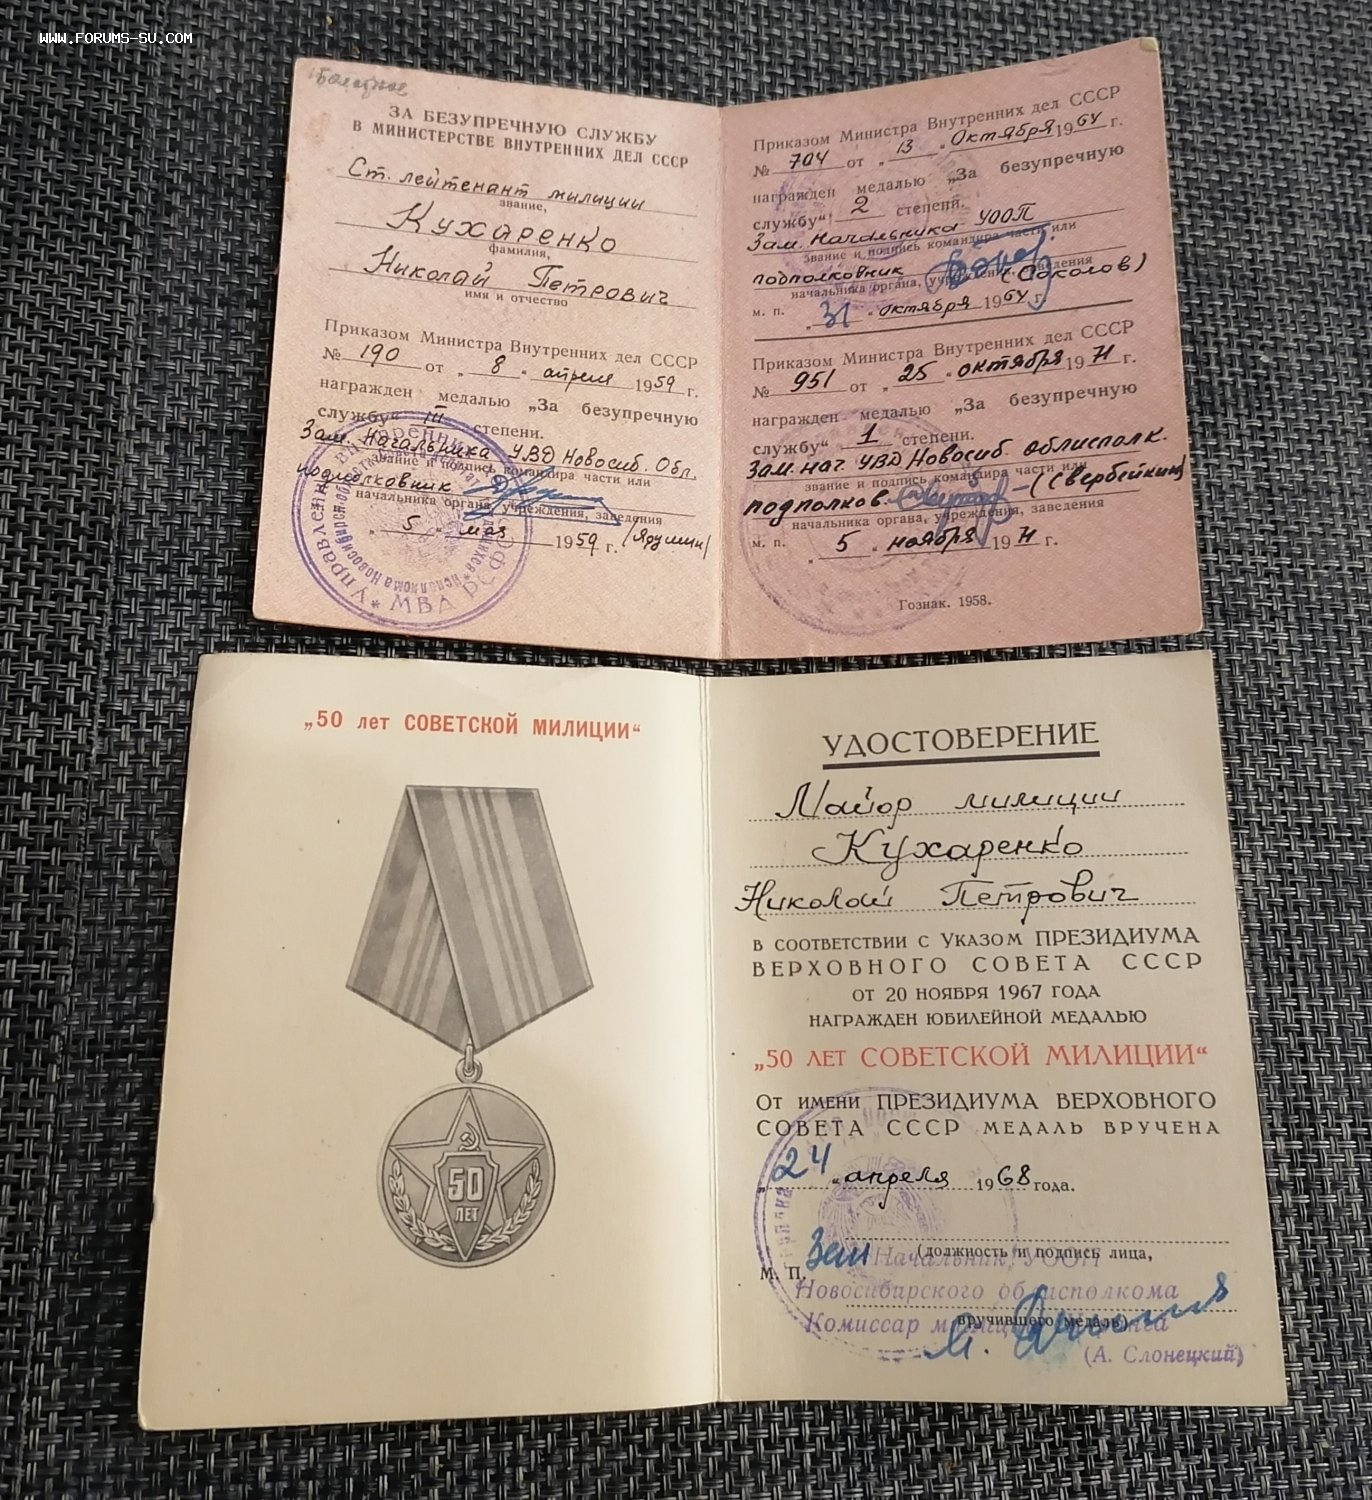 www.forums-su.com
ЗА БЕЗУПРЕЧНУЮ СЛУЖБУ
В МИНИСТЕРСТВЕ ВНУТРЕННИХ ДЕЛ СССР
Ст. лейтенант милиции
звание,
Кухаренко
фамилия,
Николай Петрович
имя и отчество
Приказом Министра Внутренних дел СССР
№ 190 от „ 8 “ апреля 1959 г.
награжден медалью „За безупречную
службу“ III степени.
Зам. Начальника УВД Новосиб. Обл.
звание и подпись командира части или
подполковник
начальника органа, учреждения, заведения
„ 5 “ мая 1959 г.
МВД РСФС
Приказом Министра Внутренних дел СССР
№ 704 от „ 13 “ Октября 1964 г.
награжден медалью „За безупречную
службу“ 2 степени.
Зам. Начальника УООП
звание и подпись командира части или
подполковник (Соколов)
начальника органа, учреждения, заведения
м. п. „ 31 “ октября 1964 г.
Приказом Министра Внутренних дел СССР
№ 951 от „ 25 “ октября 1971 г.
награжден медалью „За безупречную
службу“ 1 степени.
Зам. нач. УВД Новосиб. облисполк.
звание и подпись командира части или
подполков. (Свербейкин)
начальника органа, учреждения, заведения
м. п. „ 5 “ ноября 1971 г.
Гознак. 1958.
„50 лет СОВЕТСКОЙ МИЛИЦИИ“
50
ЛЕТ
УДОСТОВЕРЕНИЕ
Майор милиции
Кухаренко
Николай Петрович
В СООТВЕТСТВИИ С УКАЗОМ ПРЕЗИДИУМА
ВЕРХОВНОГО СОВЕТА СССР
ОТ 20 НОЯБРЯ 1967 ГОДА
НАГРАЖДЕН ЮБИЛЕЙНОЙ МЕДАЛЬЮ
„50 ЛЕТ СОВЕТСКОЙ МИЛИЦИИ“
ОТ ИМЕНИ ПРЕЗИДИУМА ВЕРХОВНОГО
СОВЕТА СССР МЕДАЛЬ ВРУЧЕНА
„24“ апреля 1968 года.
(должность и подпись лица,
М. П. Зам Начальник УООП
Новосибирского облисполкома
вручившего медаль)
Комиссар милиции
(А. Слонецкий)